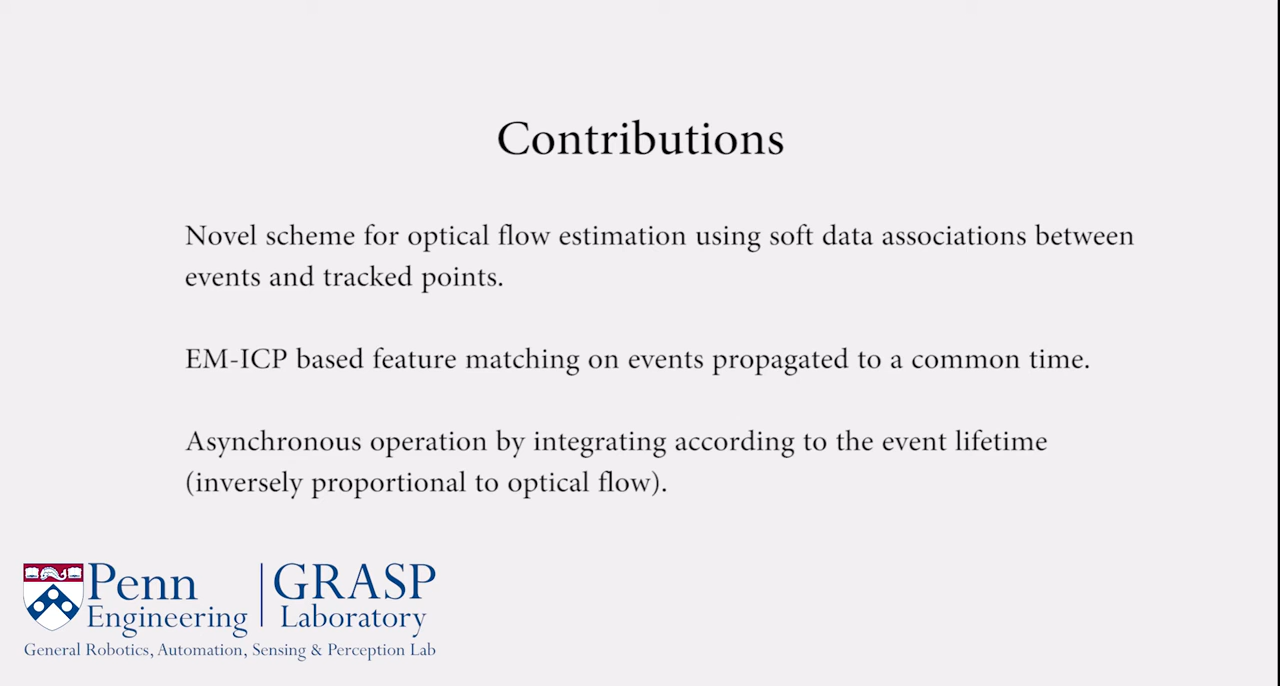 Contributions
Novel scheme for optical flow estimation using soft data associations between
events and tracked points.
EM-ICP based feature matching on events propagated to a common time.
Asynchronous operation by integrating according to the event lifetime
(inversely proportional to optical flow).
Penn
Engineering
GRASP
Laboratory
General Robotics, Automation, Sensing & Perception Lab